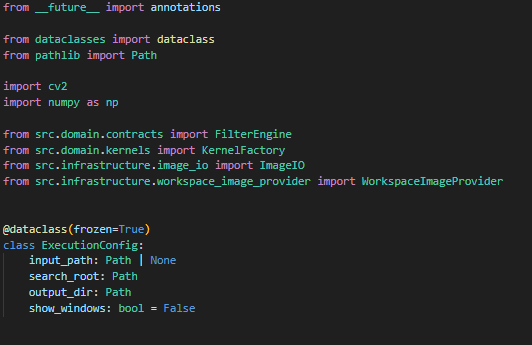 from __future__ import annotations
from dataclasses import dataclass
from pathlib import Path
import cv2
import numpy as np
from src.domain.contracts import FilterEngine
from src.domain.kernels import KernelFactory
from src.infrastructure.image_io import ImageIO
from src.infrastructure.workspace_image_provider import WorkspaceImageProvider
@dataclass(frozen=True)
class ExecutionConfig:
    input_path: Path | None
    search_root: Path
    output_dir: Path
    show_windows: bool = False